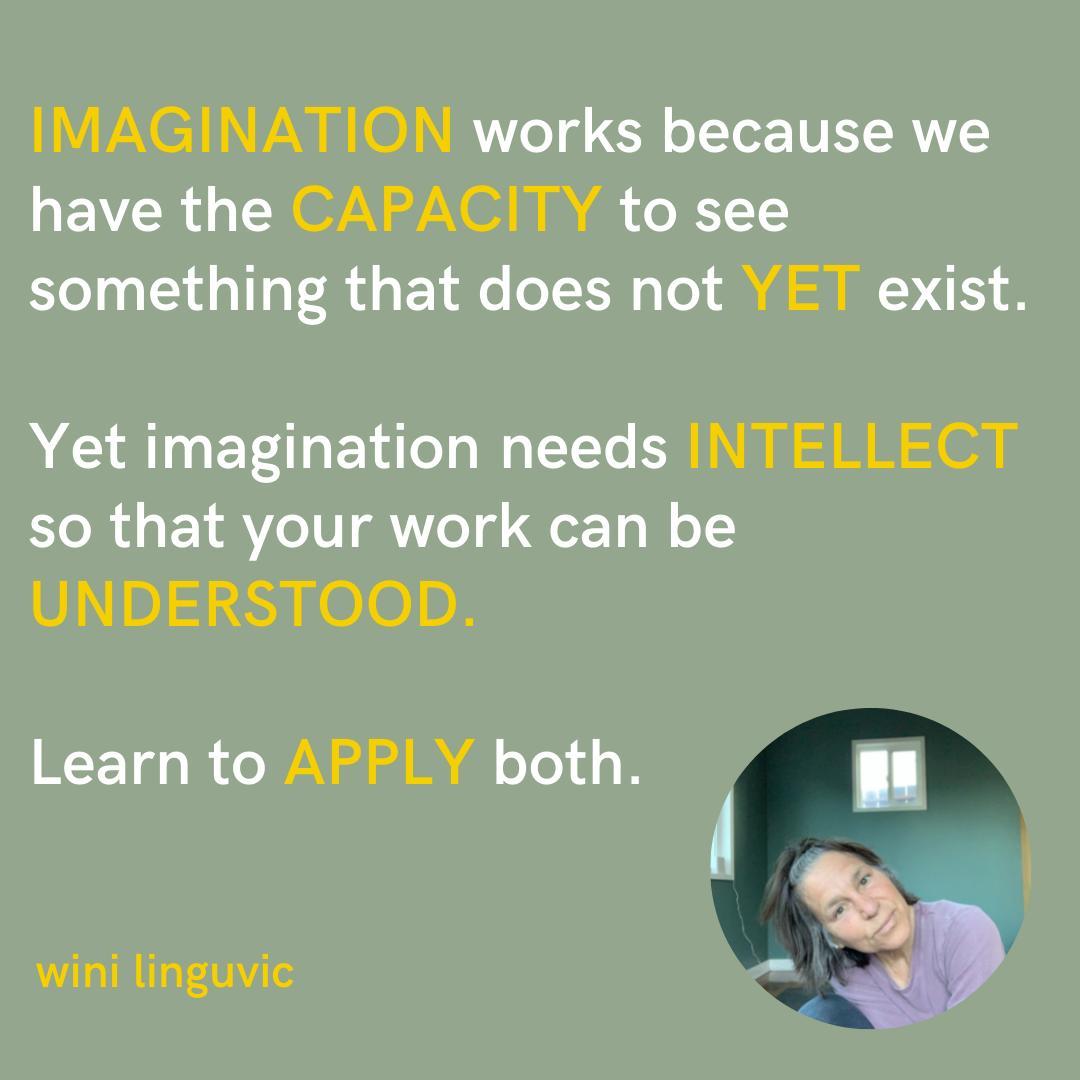 IMAGINATION works because we
have the CAPACITY to see
something that does not YET exist.
Yet imagination needs INTELLECT
so that your work can be
UNDERSTOOD.
Learn to APPLY both.
wini linguvic